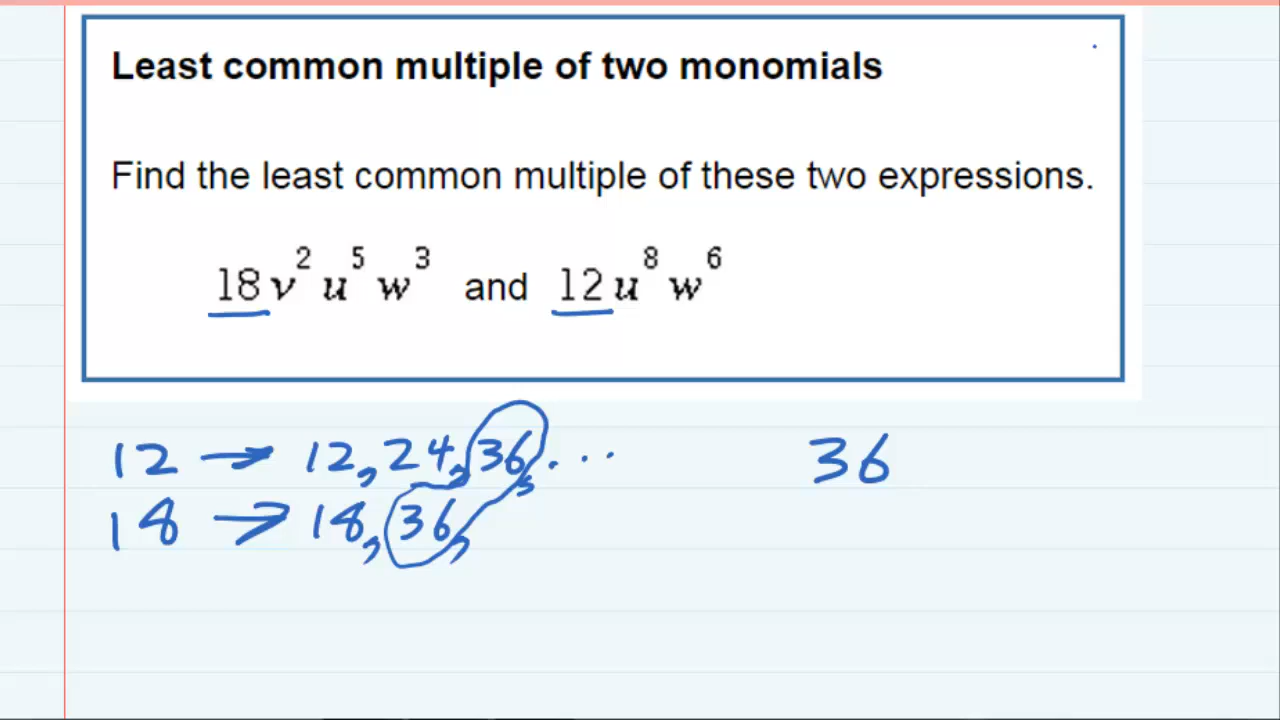 Least common multiple of two monomials
Find the least common multiple of these two expressions.
18v²u⁵w³ and 12u⁸w⁶
12 → 12, 24, 36, ... 36
18 → 18, 36,